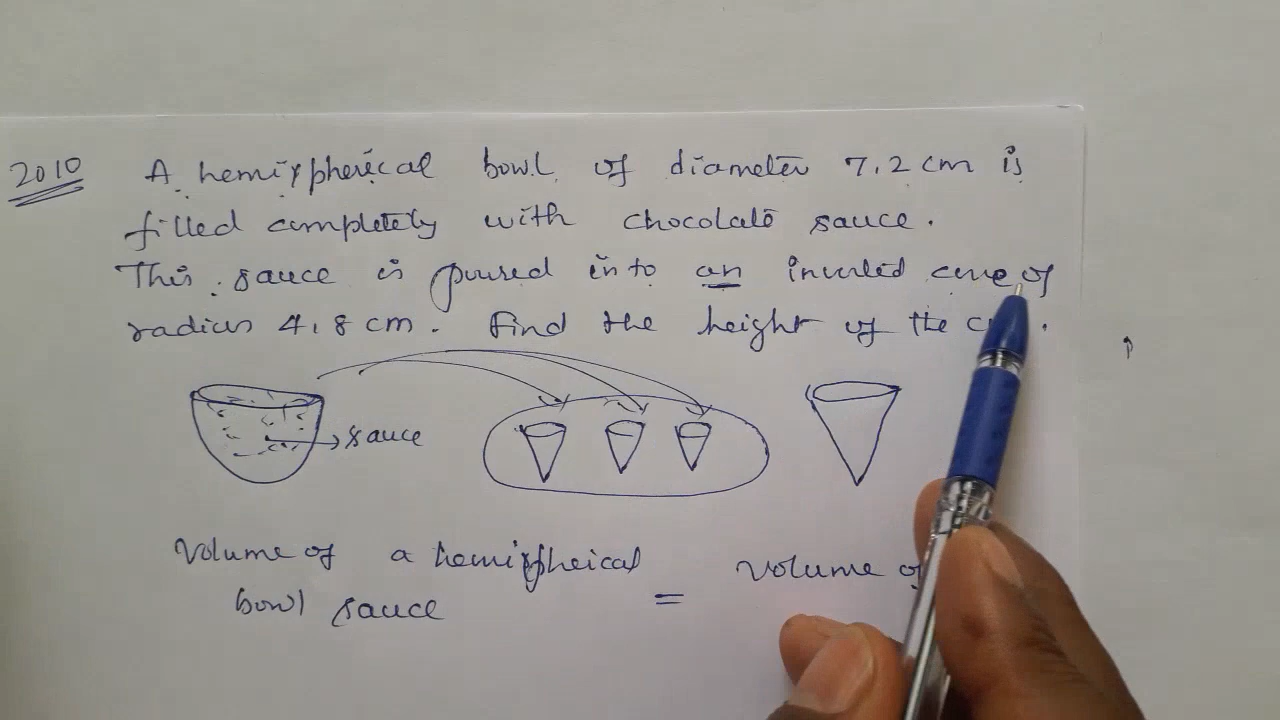 2010
A hemispherical bowl of diameter 7.2 cm is
filled completely with chocolate sauce.
This sauce is poured into an inverted cone of
radius 4.8 cm. Find the height of the
sauce
Volume of a hemispheical
bowl sauce = volume of